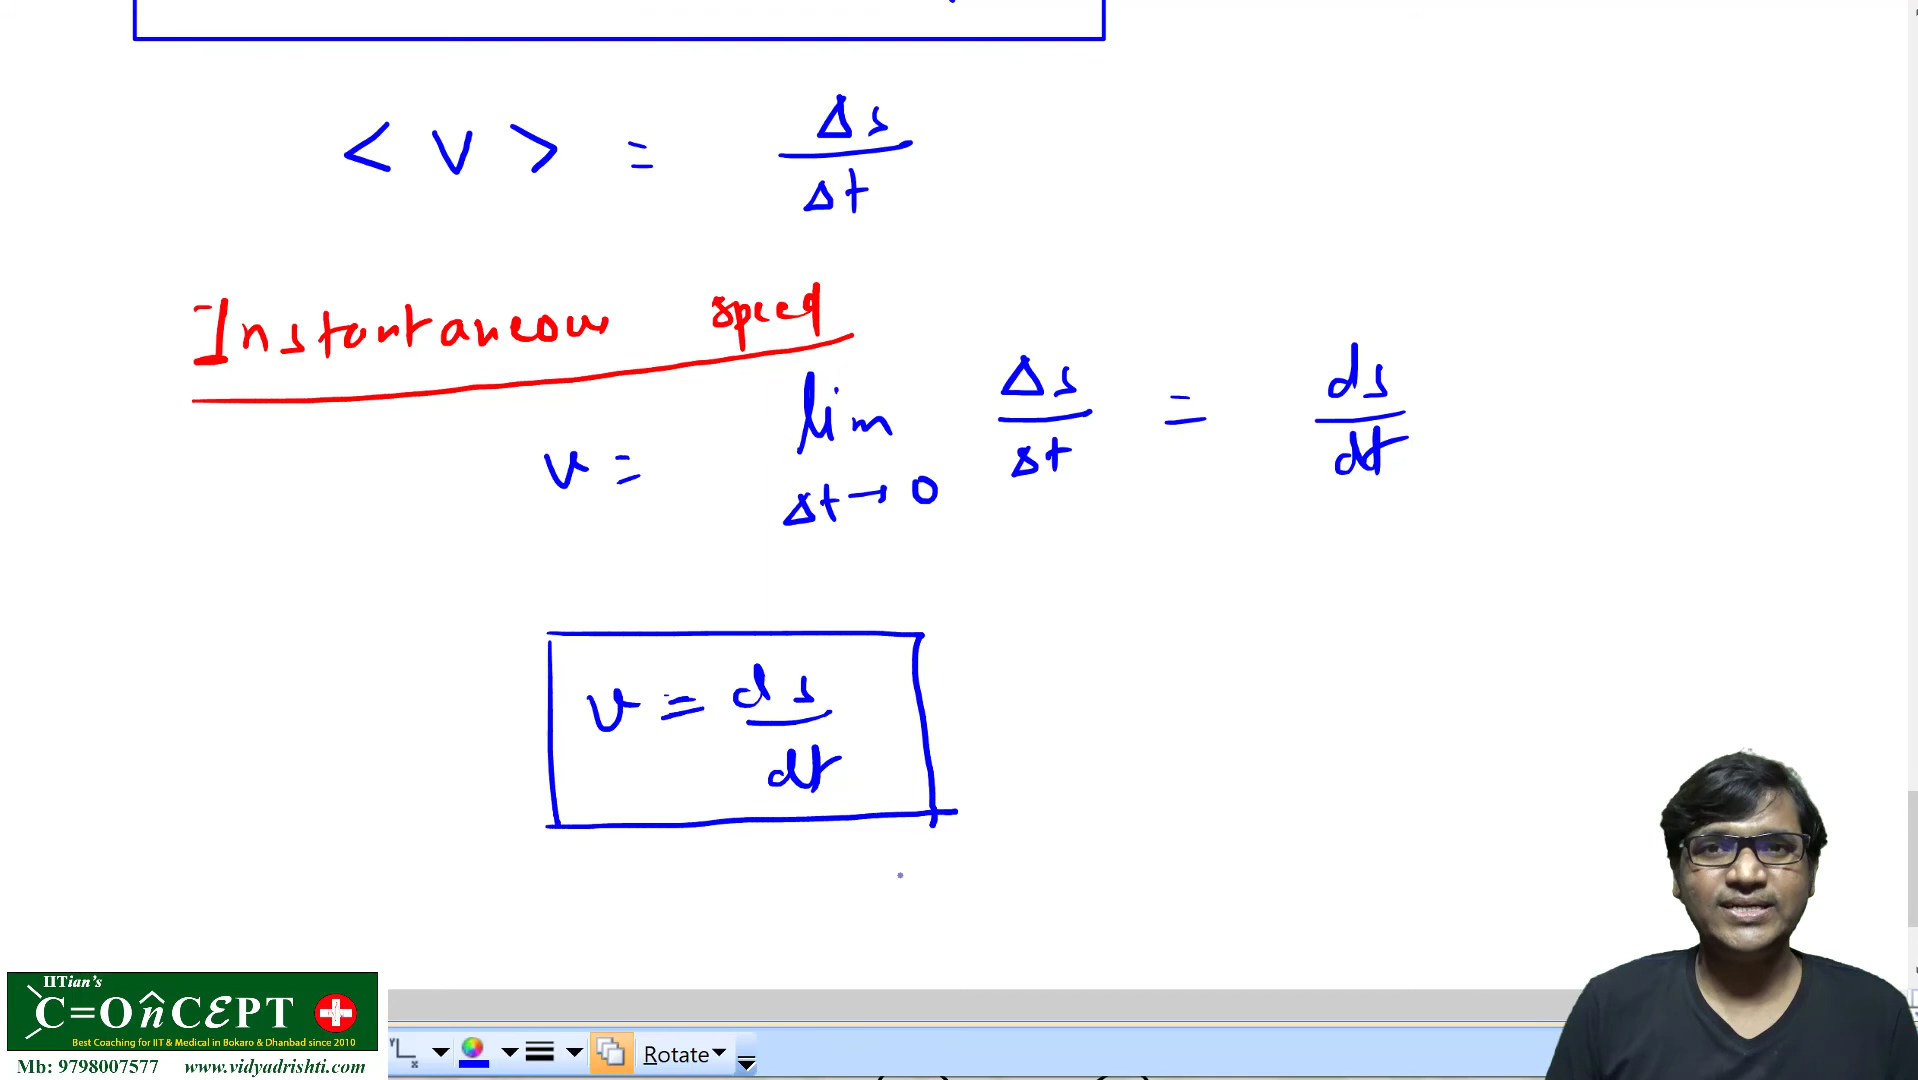 < v > = Δs / Δt
Instantaneous speed
v = lim Δt→0 Δs / Δt = ds / dt
v = ds / dt
IITian's
C=OnCEPT
Best Coaching for IIT & Medical in Bokaro & Dhanbad since 2010
Mb: 9798007577 www.vidyadrishti.com
Rotate